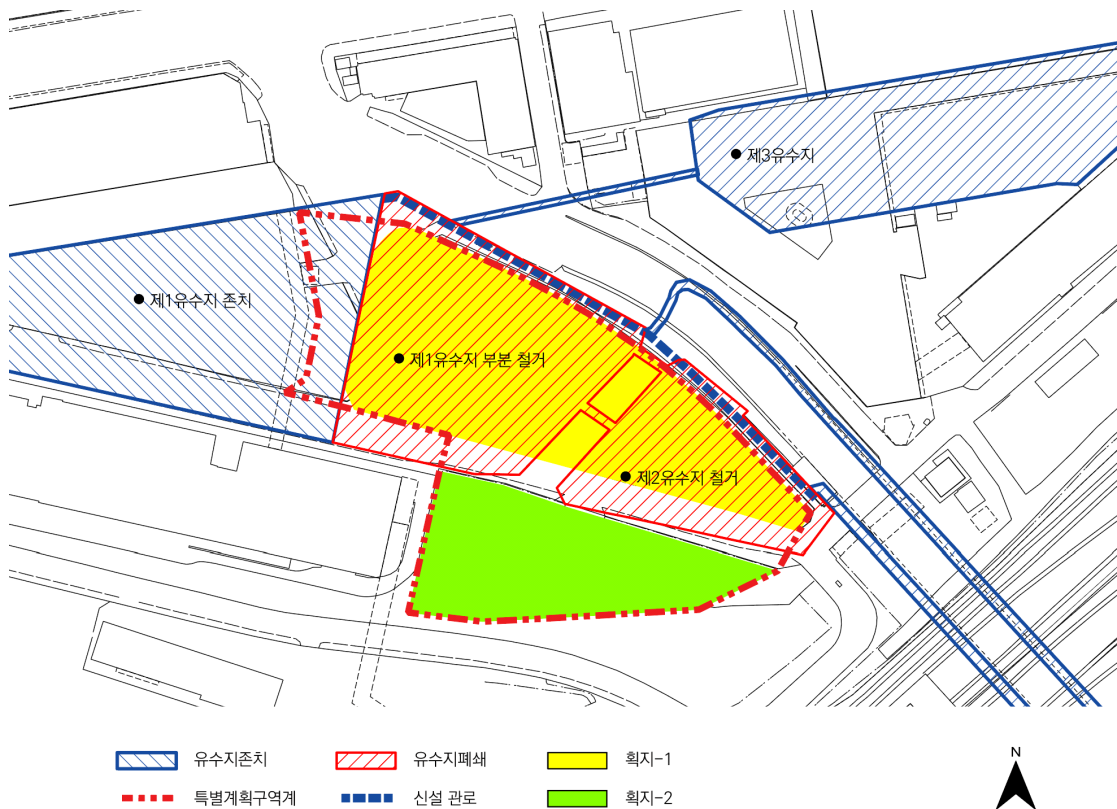 제3유수지
제1유수지 존치
제1유수지 부분 철거
제2유수지 철거
유수지존치
유수지폐쇄
획지-1
특별계획구역계
신설 관로
획지-2
N